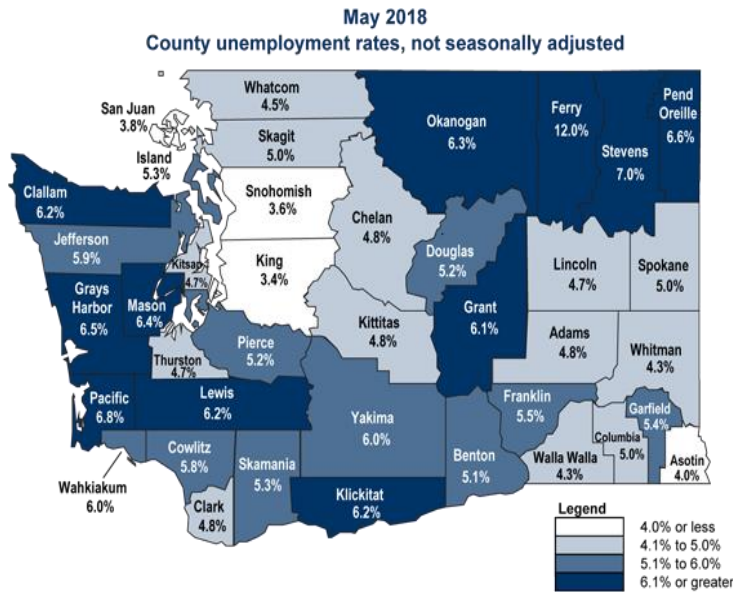 May 2018
County unemployment rates, not seasonally adjusted
Whatcom
4.5%
San Juan
3.8%
Skagit
5.0%
Island
5.3%
Okanogan
6.3%
Ferry
12.0%
Stevens
7.0%
Pend
Oreille
6.6%
Clallam
6.2%
Snohomish
3.6%
Chelan
4.8%
Jefferson
5.9%
Kitsap
4.7%
King
3.4%
Douglas
5.2%
Lincoln
4.7%
Spokane
5.0%
Grays
Harbor
6.5%
Mason
6.4%
Grant
6.1%
Kittitas
4.8%
Adams
4.8%
Whitman
4.3%
Pierce
5.2%
Thurston
4.7%
Pacific
6.8%
Lewis
6.2%
Yakima
6.0%
Franklin
5.5%
Garfield
5.4%
Cowlitz
5.8%
Skamania
5.3%
Benton
5.1%
Walla Walla
4.3%
Columbia
5.0%
Asotin
4.0%
Wahkiakum
6.0%
Clark
4.8%
Klickitat
6.2%
Legend
4.0% or less
4.1% to 5.0%
5.1% to 6.0%
6.1% or greater